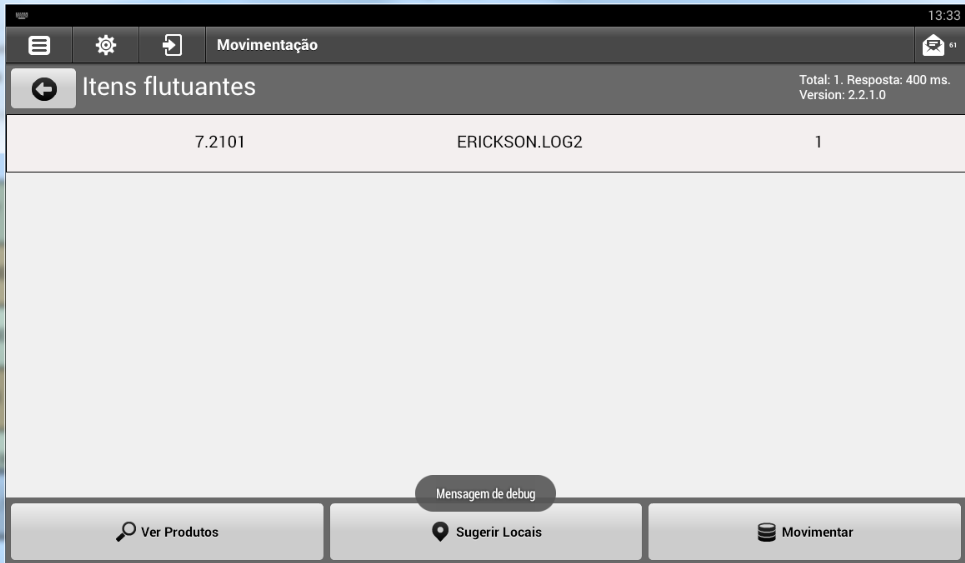 13:33
Movimentação
61
Itens flutuantes
Total: 1. Resposta: 400 ms.
Version: 2.2.1.0
7.2101 ERICKSON.LOG2 1
Mensagem de debug
Ver Produtos Sugerir Locais Movimentar